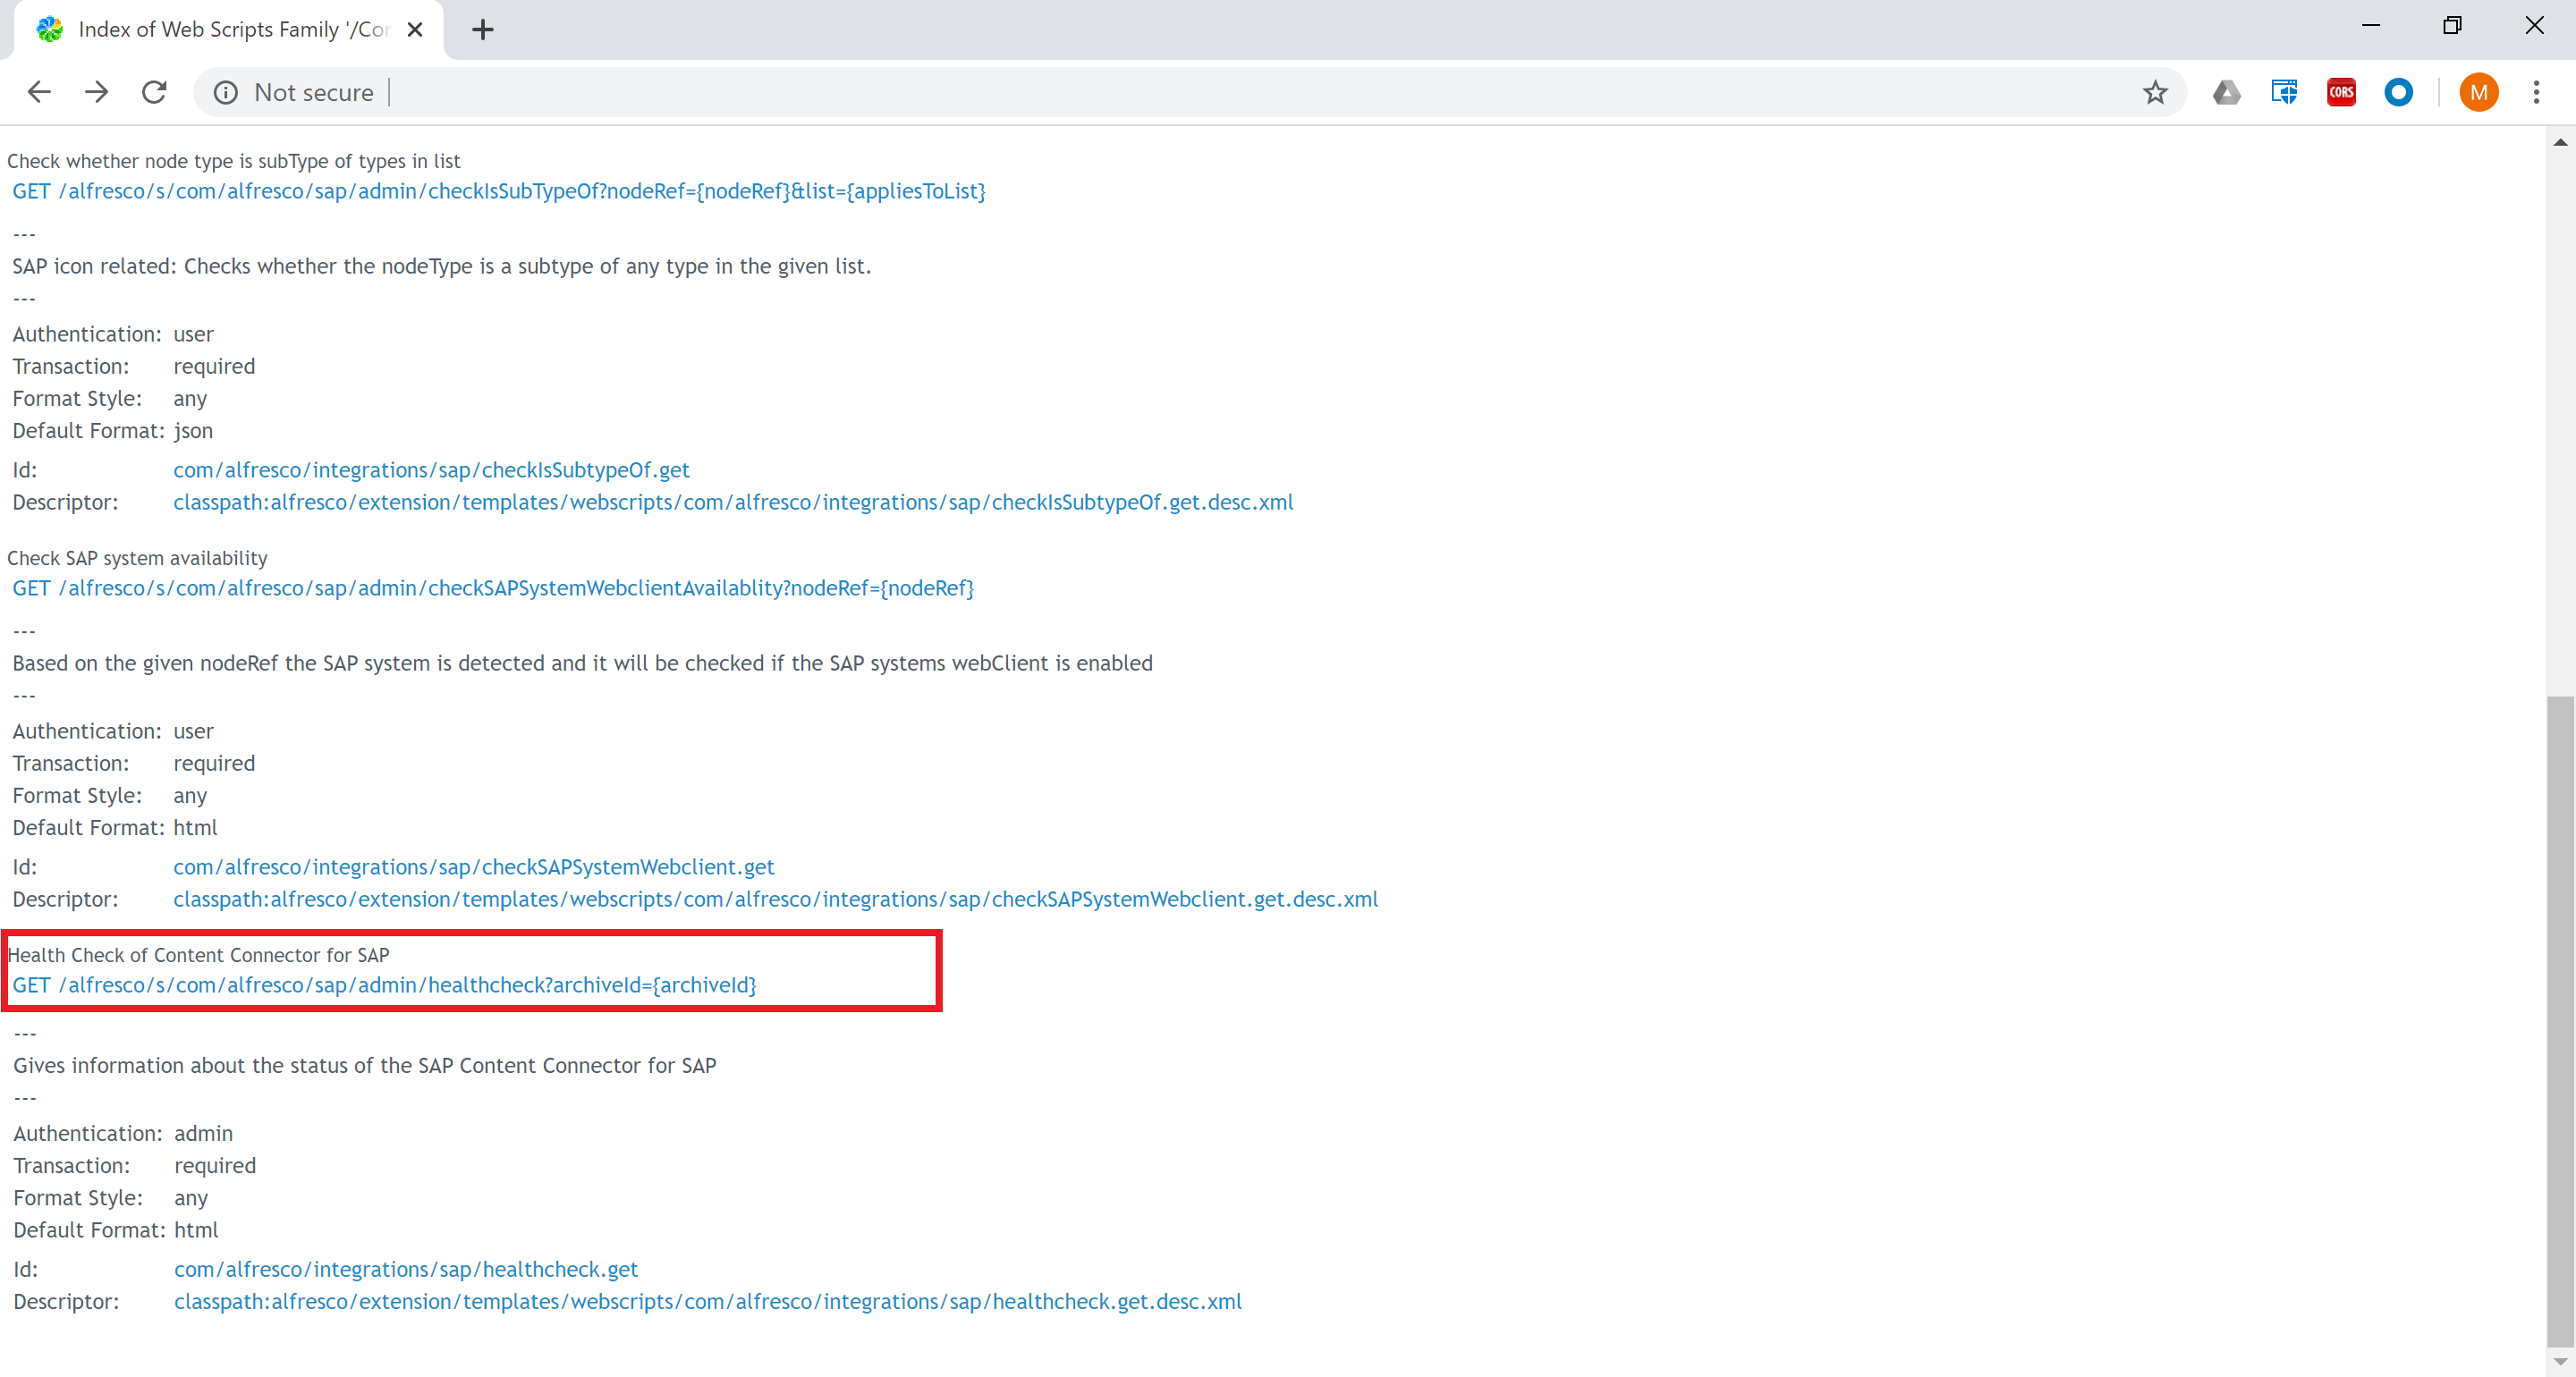 Index of Web Scripts Family '/Cor
Not secure
CORS
M
Check whether node type is subType of types in list
GET /alfresco/s/com/alfresco/sap/admin/checkIsSubTypeOf?nodeRef={nodeRef}&list={appliesToList}
---
SAP icon related: Checks whether the nodeType is a subtype of any type in the given list.
---
Authentication: user
Transaction: required
Format Style: any
Default Format: json
Id: com/alfresco/integrations/sap/checkIsSubtypeOf.get
Descriptor: classpath:alfresco/extension/templates/webscripts/com/alfresco/integrations/sap/checkIsSubtypeOf.get.desc.xml
Check SAP system availability
GET /alfresco/s/com/alfresco/sap/admin/checkSAPSystemWebclientAvailablity?nodeRef={nodeRef}
---
Based on the given nodeRef the SAP system is detected and it will be checked if the SAP systems webClient is enabled
---
Authentication: user
Transaction: required
Format Style: any
Default Format: html
Id: com/alfresco/integrations/sap/checkSAPSystemWebclient.get
Descriptor: classpath:alfresco/extension/templates/webscripts/com/alfresco/integrations/sap/checkSAPSystemWebclient.get.desc.xml
Health Check of Content Connector for SAP
GET /alfresco/s/com/alfresco/sap/admin/healthcheck?archiveId={archiveId}
---
Gives information about the status of the SAP Content Connector for SAP
---
Authentication: admin
Transaction: required
Format Style: any
Default Format: html
Id: com/alfresco/integrations/sap/healthcheck.get
Descriptor: classpath:alfresco/extension/templates/webscripts/com/alfresco/integrations/sap/healthcheck.get.desc.xml